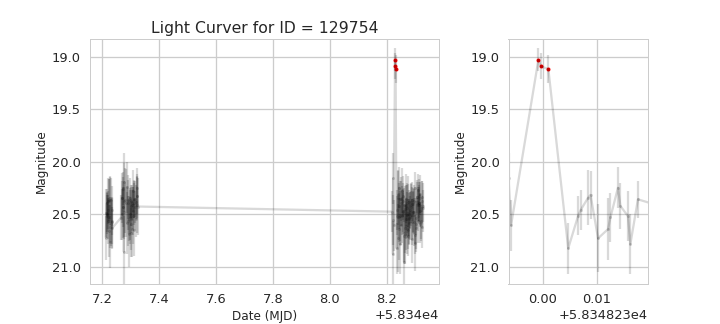 Light Curver for ID = 129754
19.0
19.5
20.0
20.5
21.0
Magnitude
7.2 7.4 7.6 7.8 8.0 8.2
Date (MJD) +5.834e4
19.0
19.5
20.0
20.5
21.0
Magnitude
0.00 0.01
+5.834823e4